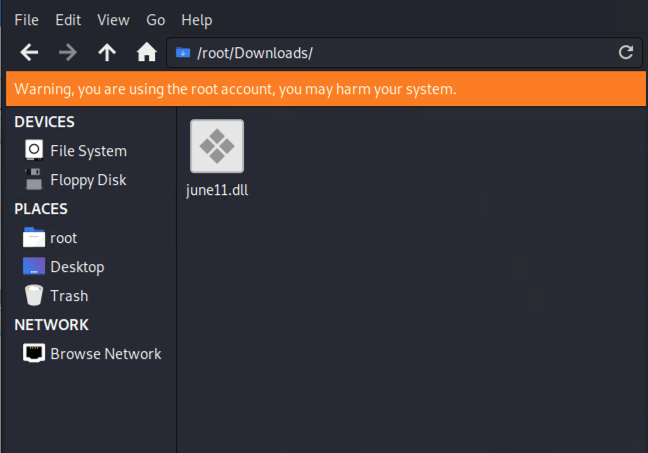 File Edit View Go Help
/root/Downloads/
Warning, you are using the root account, you may harm your system.
DEVICES
File System
Floppy Disk
PLACES
root
Desktop
Trash
NETWORK
Browse Network
june11.dll